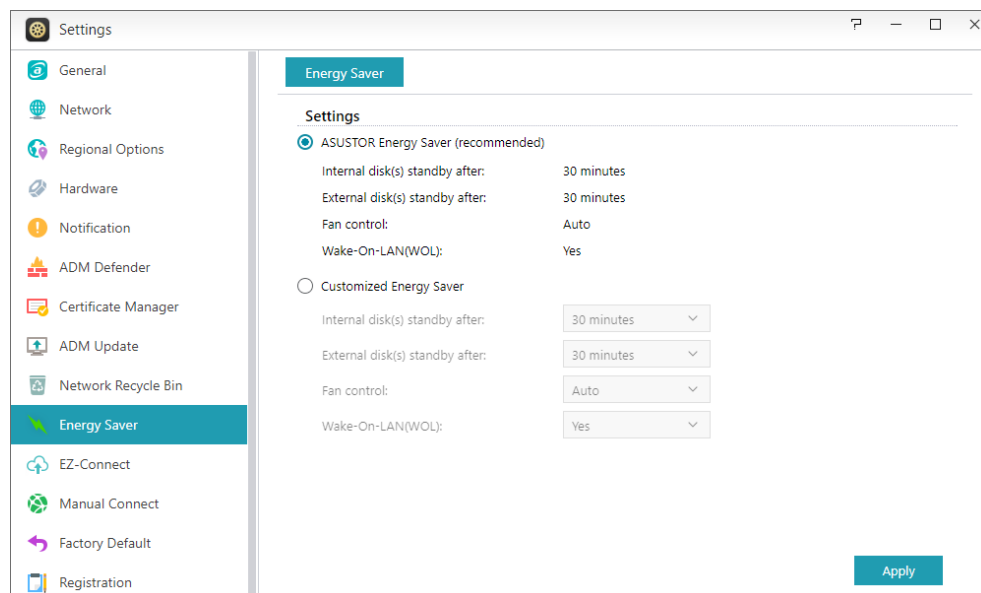 Settings
General
Network
Regional Options
Hardware
Notification
ADM Defender
Certificate Manager
ADM Update
Network Recycle Bin
Energy Saver
EZ-Connect
Manual Connect
Factory Default
Registration
Energy Saver
Settings
ASUSTOR Energy Saver (recommended)
Internal disk(s) standby after: 30 minutes
External disk(s) standby after: 30 minutes
Fan control: Auto
Wake-On-LAN(WOL): Yes
Customized Energy Saver
Internal disk(s) standby after: 30 minutes
External disk(s) standby after: 30 minutes
Fan control: Auto
Wake-On-LAN(WOL): Yes
Apply